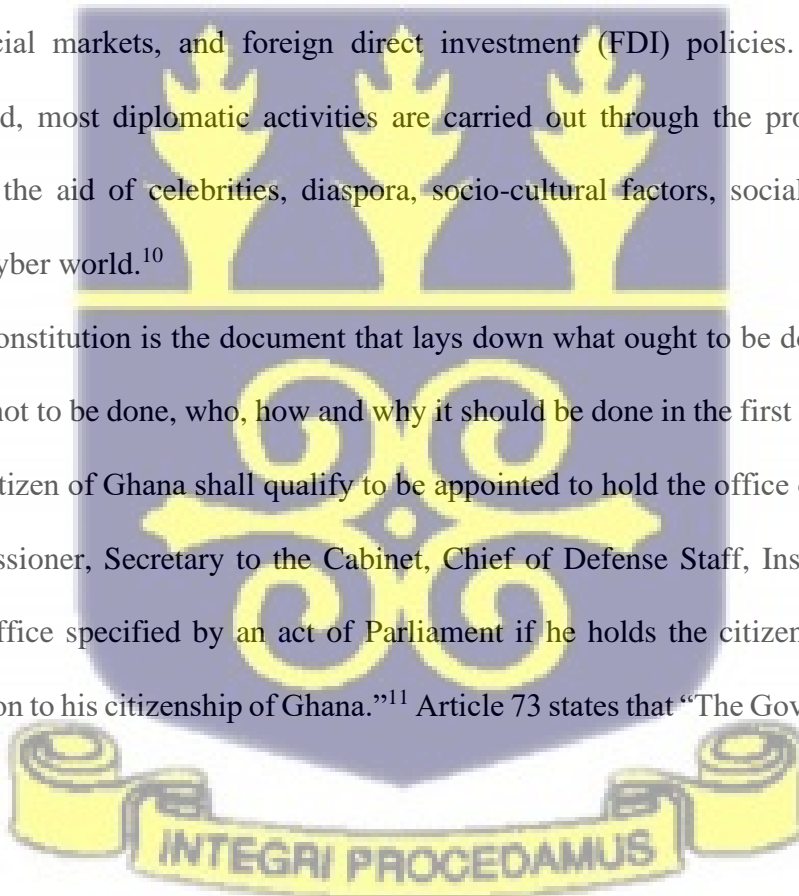 cial markets, and foreign direct investment (FDI) policies.
d, most diplomatic activities are carried out through the pro
the aid of celebrities, diaspora, socio-cultural factors, social
yber world.10
onstitution is the document that lays down what ought to be do
not to be done, who, how and why it should be done in the first
tizen of Ghana shall qualify to be appointed to hold the office
ssioner, Secretary to the Cabinet, Chief of Defense Staff, Ins
ffice specified by an act of Parliament if he holds the citizen
on to his citizenship of Ghana.”11 Article 73 states that “The Gov
INTEGRI PROCEDAMUS